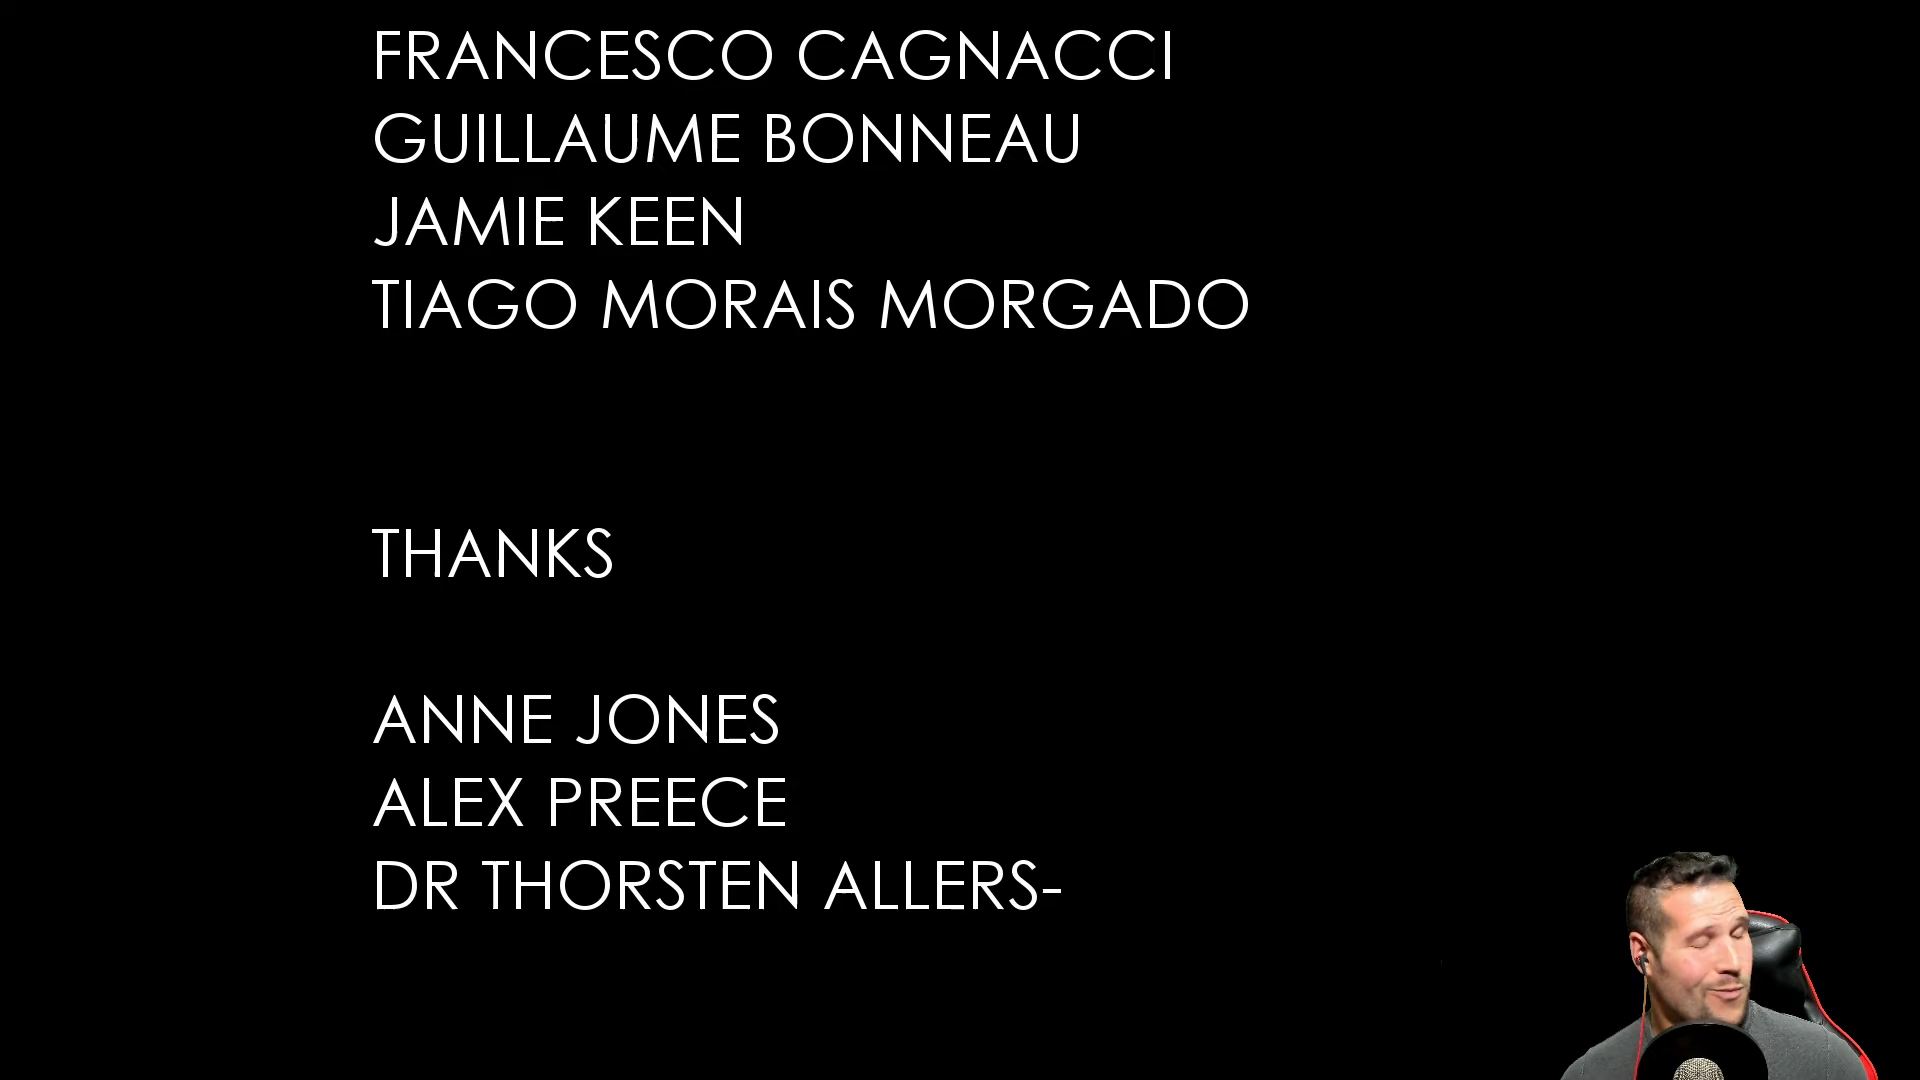 FRANCESCO CAGNACCI
GUILLAUME BONNEAU
JAMIE KEEN
TIAGO MORAIS MORGADO
THANKS
ANNE JONES
ALEX PREECE
DR THORSTEN ALLERS-